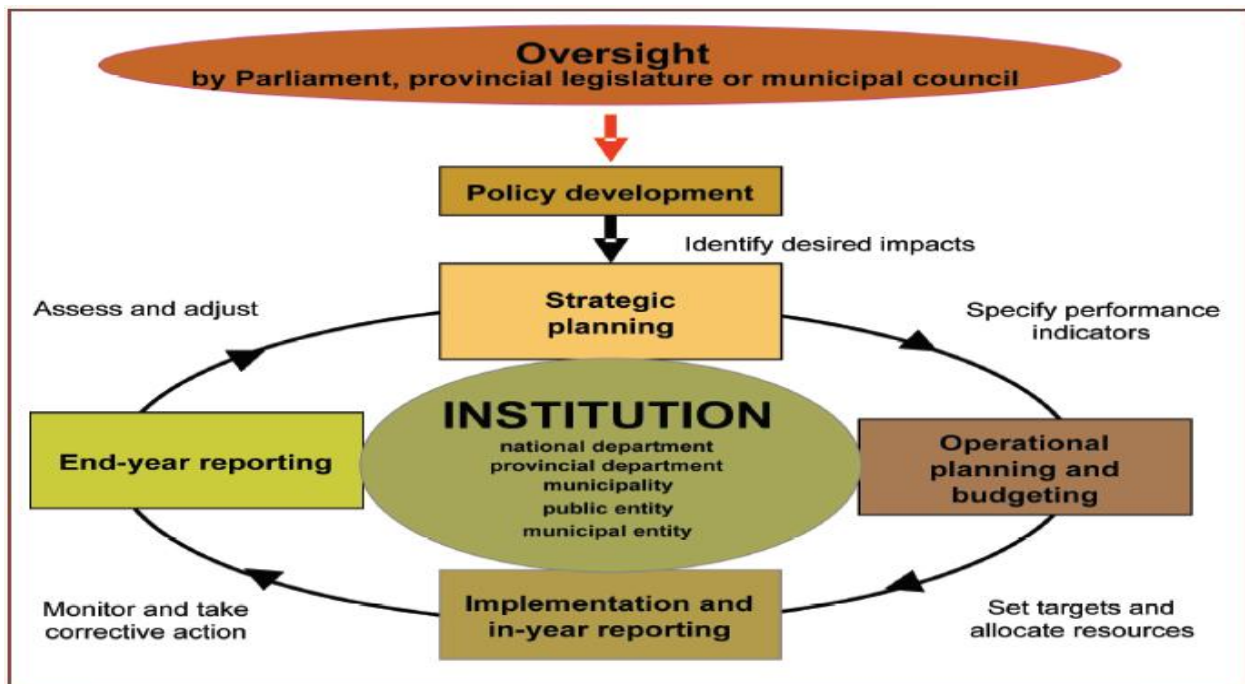 Oversight
by Parliament, provincial legislature or municipal council
Policy development
Identify desired impacts
Strategic
planning
Assess and adjust
Specify performance
indicators
INSTITUTION
national department
provincial department
municipality
public entity
municipal entity
End-year reporting
Operational
planning and
budgeting
Implementation and
in-year reporting
Monitor and take
corrective action
Set targets and
allocate resources